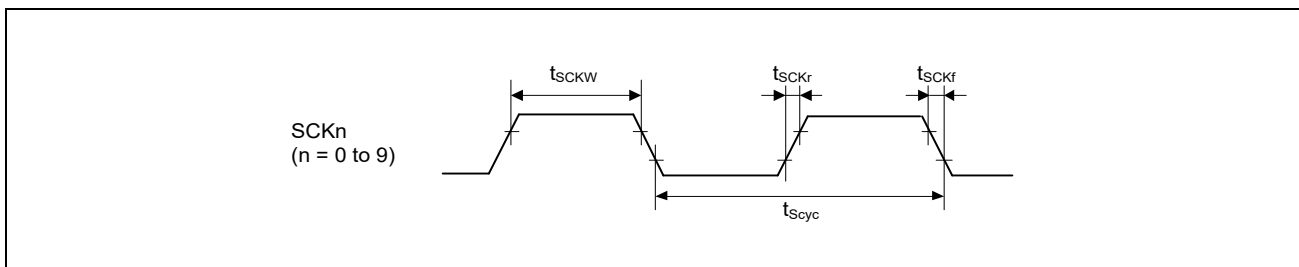 tSCKW
tSCKr
tSCKf
SCKn
(n = 0 to 9)
tScyc